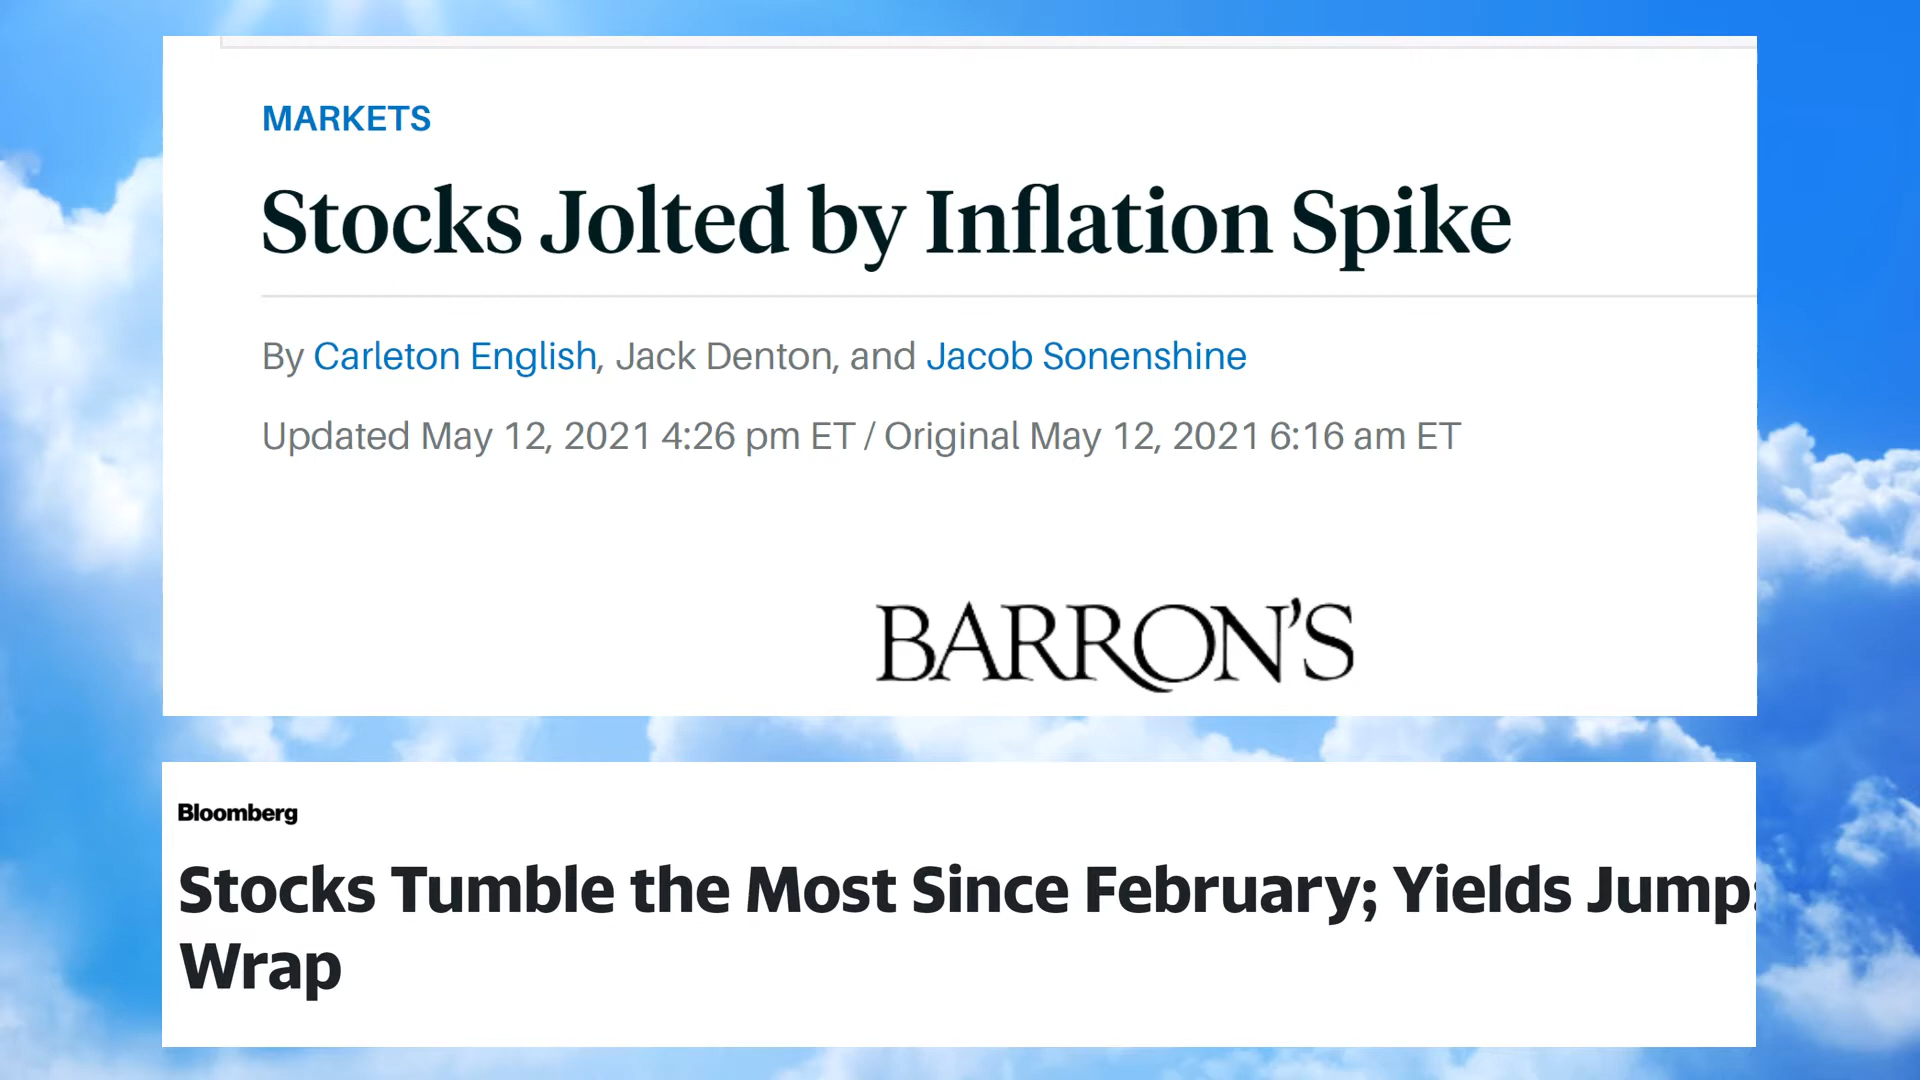 MARKETS
Stocks Jolted by Inflation Spike
By Carleton English, Jack Denton, and Jacob Sonenshine
Updated May 12, 2021 4:26 pm ET / Original May 12, 2021 6:16 am ET
BARRON'S
Bloomberg
Stocks Tumble the Most Since February; Yields Jump:
Wrap